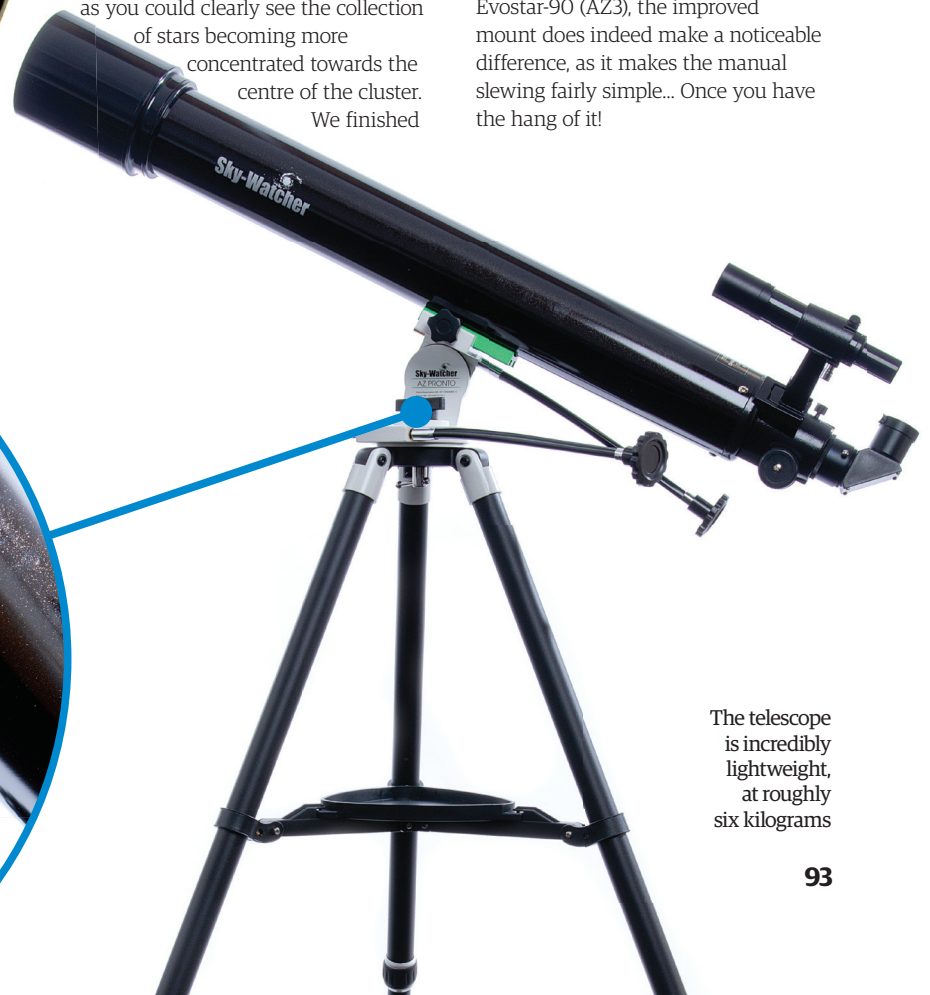 as you could clearly see the collection
of stars becoming more
concentrated towards the
centre of the cluster.
We finished
Evostar-90 (AZ3), the improved
mount does indeed make a noticeable
difference, as it makes the manual
slewing fairly simple... Once you have
the hang of it!
Sky-Watcher
Sky-Watcher
AZ PRONTO
The telescope
is incredibly
lightweight,
at roughly
six kilograms
93